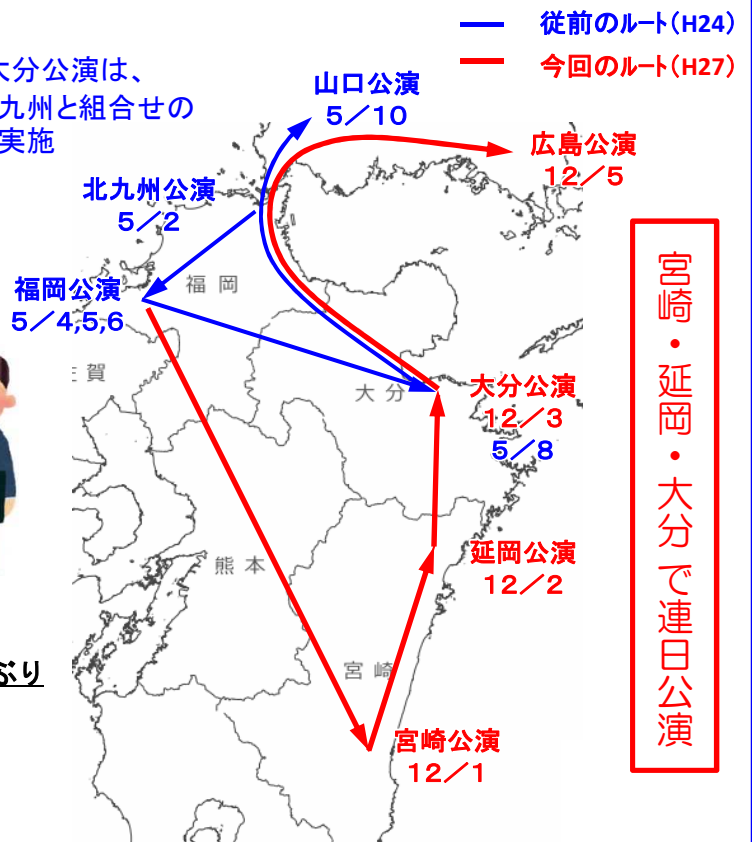 従前のルート（H24）
今回のルート（H27）
大分公演は、
九州と組合せの
実施
山口公演
5／10
広島公演
12／5
北九州公演
5／2
福岡
福岡公演
5／4,5,6
賀
大分
大分公演
12／3
5／8
宮崎・延岡・大分で連日公演
延岡公演
12／2
熊本
宮崎
ぶり
宮崎公演
12／1